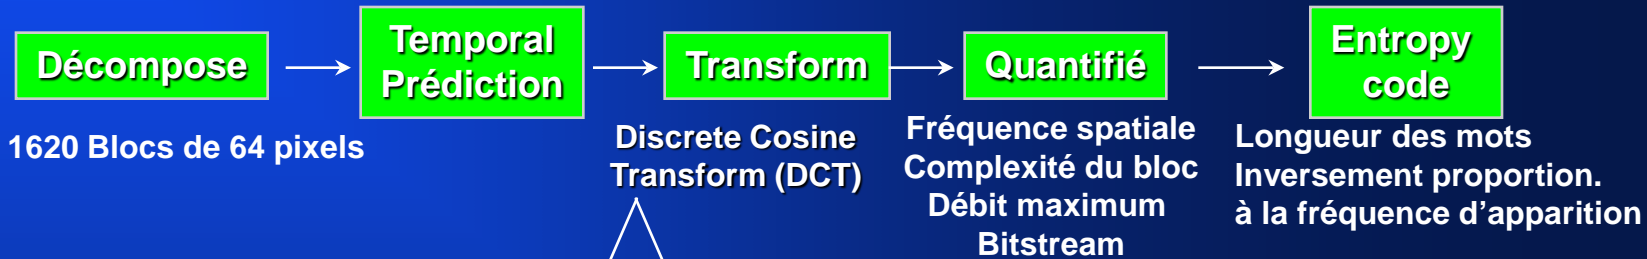 Décompose
Temporal
Prédiction
Transform
Quantifié
Entropy
code
1620 Blocs de 64 pixels
Discrete Cosine
Transform (DCT)
Fréquence spatiale
Complexité du bloc
Débit maximum
Bitstream
Longueur des mots
Inversement proportion.
à la fréquence d’apparition